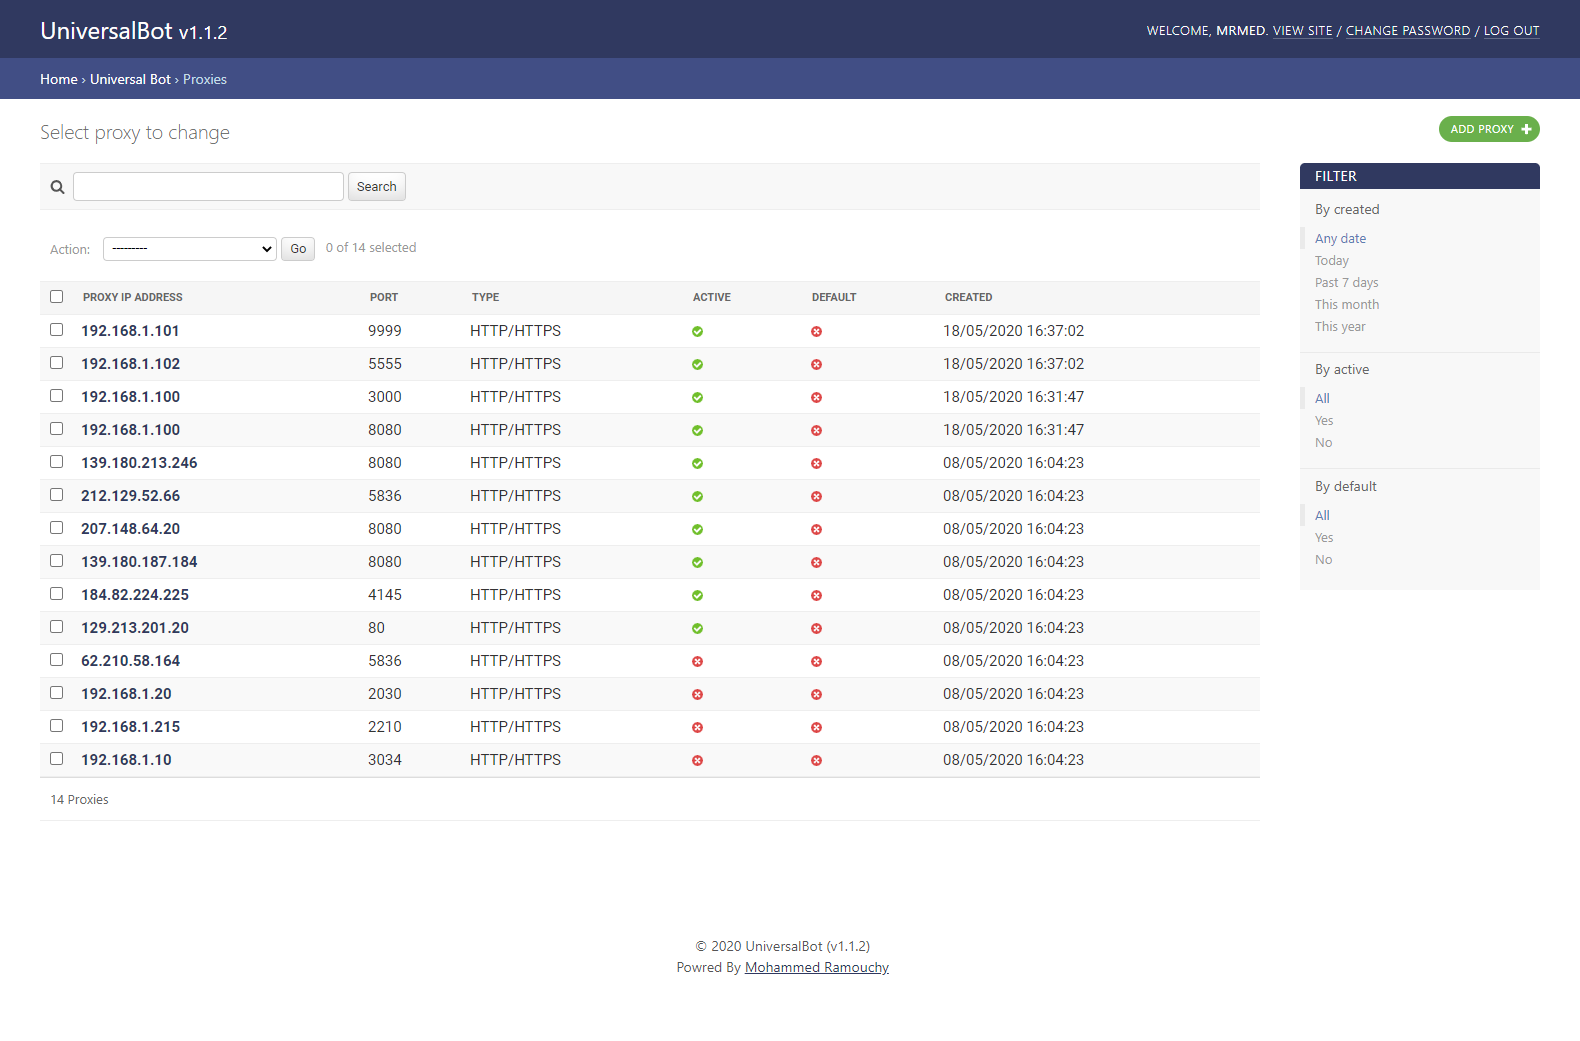 UniversalBot v1.1.2
WELCOME, MRMED. VIEW SITE / CHANGE PASSWORD / LOG OUT
Home › Universal Bot › Proxies
Select proxy to change
ADD PROXY +
Search
Action: --------- Go 0 of 14 selected
PROXY IP ADDRESS PORT TYPE ACTIVE DEFAULT CREATED
192.168.1.101 9999 HTTP/HTTPS 18/05/2020 16:37:02
192.168.1.102 5555 HTTP/HTTPS 18/05/2020 16:37:02
192.168.1.100 3000 HTTP/HTTPS 18/05/2020 16:31:47
192.168.1.100 8080 HTTP/HTTPS 18/05/2020 16:31:47
139.180.213.246 8080 HTTP/HTTPS 08/05/2020 16:04:23
212.129.52.66 5836 HTTP/HTTPS 08/05/2020 16:04:23
207.148.64.20 8080 HTTP/HTTPS 08/05/2020 16:04:23
139.180.187.184 8080 HTTP/HTTPS 08/05/2020 16:04:23
184.82.224.225 4145 HTTP/HTTPS 08/05/2020 16:04:23
129.213.201.20 80 HTTP/HTTPS 08/05/2020 16:04:23
62.210.58.164 5836 HTTP/HTTPS 08/05/2020 16:04:23
192.168.1.20 2030 HTTP/HTTPS 08/05/2020 16:04:23
192.168.1.215 2210 HTTP/HTTPS 08/05/2020 16:04:23
192.168.1.10 3034 HTTP/HTTPS 08/05/2020 16:04:23
14 Proxies
FILTER
By created
Any date
Today
Past 7 days
This month
This year
By active
All
Yes
No
By default
All
Yes
No
© 2020 UniversalBot (v1.1.2)
Powred By Mohammed Ramouchy